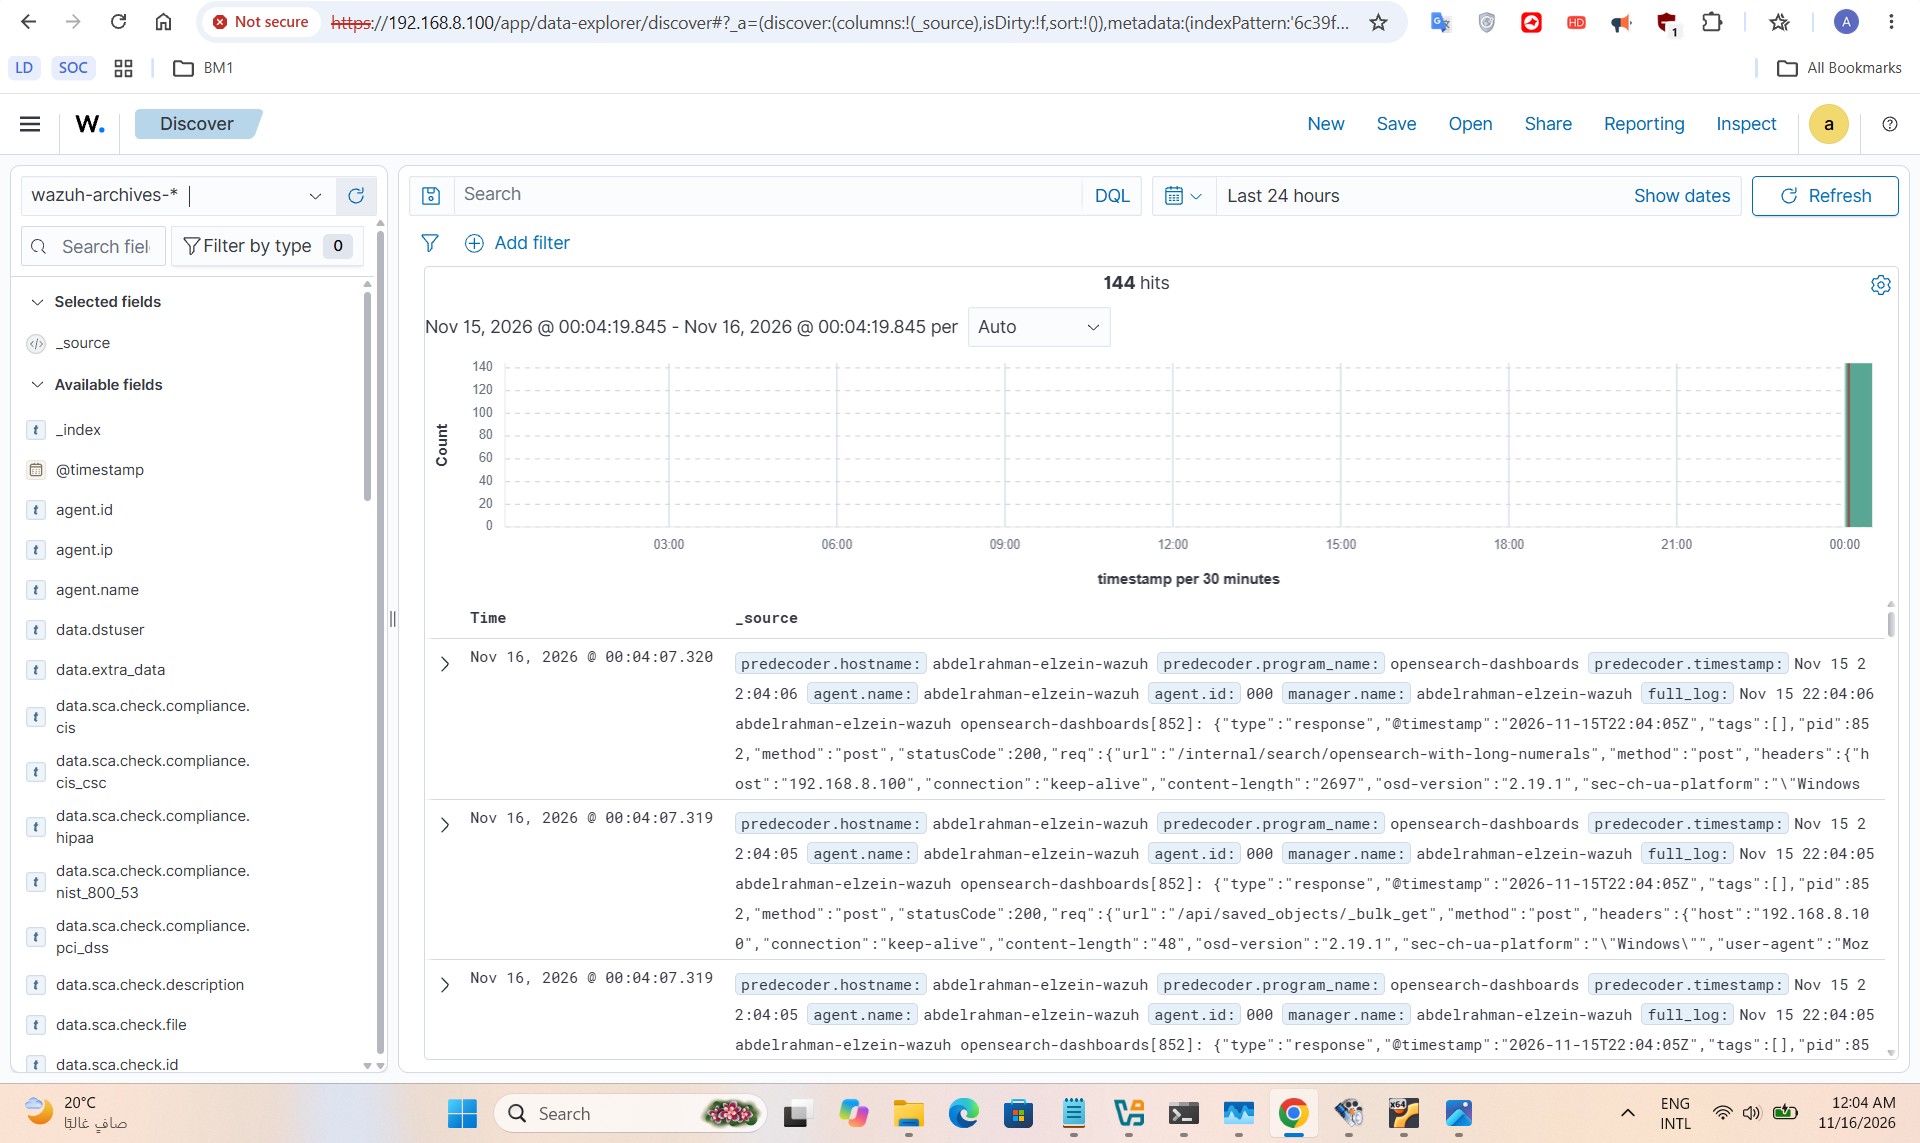 Not secure
https://192.168.8.100/app/data-explorer/discover#?_a=(discover:(columns:!(_source),isDirty:!f,sort:!()),metadata:(indexPattern:'6c39f...
HD
1
A
LD
SOC
BM1
All Bookmarks
W.
Discover
New
Save
Open
Share
Reporting
Inspect
a
wazuh-archives-*
Search
DQL
Last 24 hours
Show dates
Refresh
Search fiel
Filter by type 0
Add filter
Selected fields
_source
Available fields
t _index
@timestamp
t agent.id
t agent.ip
t agent.name
t data.dstuser
t data.extra_data
t data.sca.check.compliance.
cis
t data.sca.check.compliance.
cis_csc
t data.sca.check.compliance.
hipaa
t data.sca.check.compliance.
nist_800_53
t data.sca.check.compliance.
pci_dss
t data.sca.check.description
t data.sca.check.file
t data.sca.check.id
144 hits
Nov 15, 2026 @ 00:04:19.845 - Nov 16, 2026 @ 00:04:19.845 per Auto
Count
140
120
100
80
60
40
20
0
03:00 06:00 09:00 12:00 15:00 18:00 21:00 00:00
timestamp per 30 minutes
Time _source
Nov 16, 2026 @ 00:04:07.320 predecoder.hostname: abdelrahman-elzein-wazuh predecoder.program_name: opensearch-dashboards predecoder.timestamp: Nov 15 2
2:04:06 agent.name: abdelrahman-elzein-wazuh agent.id: 000 manager.name: abdelrahman-elzein-wazuh full_log: Nov 15 22:04:06
abdelrahman-elzein-wazuh opensearch-dashboards[852]: {"type":"response","@timestamp":"2026-11-15T22:04:05Z","tags":[],"pid":85
2,"method":"post","statusCode":200,"req":{"url":"/internal/search/opensearch-with-long-numerals","method":"post","headers":{"h
ost":"192.168.8.100","connection":"keep-alive","content-length":"2697","osd-version":"2.19.1","sec-ch-ua-platform":"\"Windows
Nov 16, 2026 @ 00:04:07.319 predecoder.hostname: abdelrahman-elzein-wazuh predecoder.program_name: opensearch-dashboards predecoder.timestamp: Nov 15 2
2:04:05 agent.name: abdelrahman-elzein-wazuh agent.id: 000 manager.name: abdelrahman-elzein-wazuh full_log: Nov 15 22:04:05
abdelrahman-elzein-wazuh opensearch-dashboards[852]: {"type":"response","@timestamp":"2026-11-15T22:04:05Z","tags":[],"pid":85
2,"method":"post","statusCode":200,"req":{"url":"/api/saved_objects/_bulk_get","method":"post","headers":{"host":"192.168.8.10
0","connection":"keep-alive","content-length":"48","osd-version":"2.19.1","sec-ch-ua-platform":"\"Windows\"","user-agent":"Moz
Nov 16, 2026 @ 00:04:07.319 predecoder.hostname: abdelrahman-elzein-wazuh predecoder.program_name: opensearch-dashboards predecoder.timestamp: Nov 15 2
2:04:05 agent.name: abdelrahman-elzein-wazuh agent.id: 000 manager.name: abdelrahman-elzein-wazuh full_log: Nov 15 22:04:05
abdelrahman-elzein-wazuh opensearch-dashboards[852]: {"type":"response","@timestamp":"2026-11-15T22:04:05Z","tags":[],"pid":85
20°C
صافٍ غالبًا
Search
X64
ENG
INTL
12:04 AM
11/16/2026